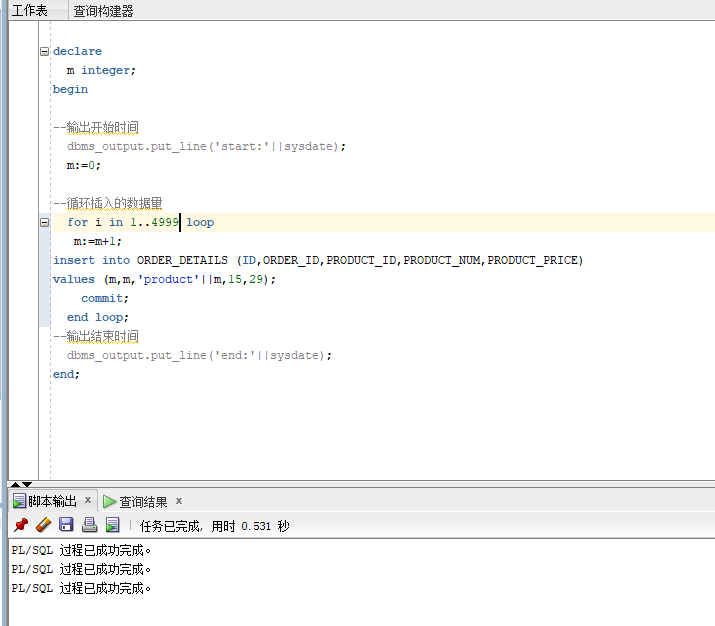 工作表 查询构建器
declare
m integer;
begin
--输出开始时间
dbms_output.put_line('start:'||sysdate);
m:=0;
--循环插入的数据量
for i in 1..4999 loop
m:=m+1;
insert into ORDER_DETAILS (ID,ORDER_ID,PRODUCT_ID,PRODUCT_NUM,PRODUCT_PRICE)
values (m,m,'product'||m,15,29);
commit;
end loop;
--输出结束时间
dbms_output.put_line('end:'||sysdate);
end;
脚本输出 x 查询结果 x
任务已完成, 用时 0.531 秒
PL/SQL 过程已成功完成。
PL/SQL 过程已成功完成。
PL/SQL 过程已成功完成。